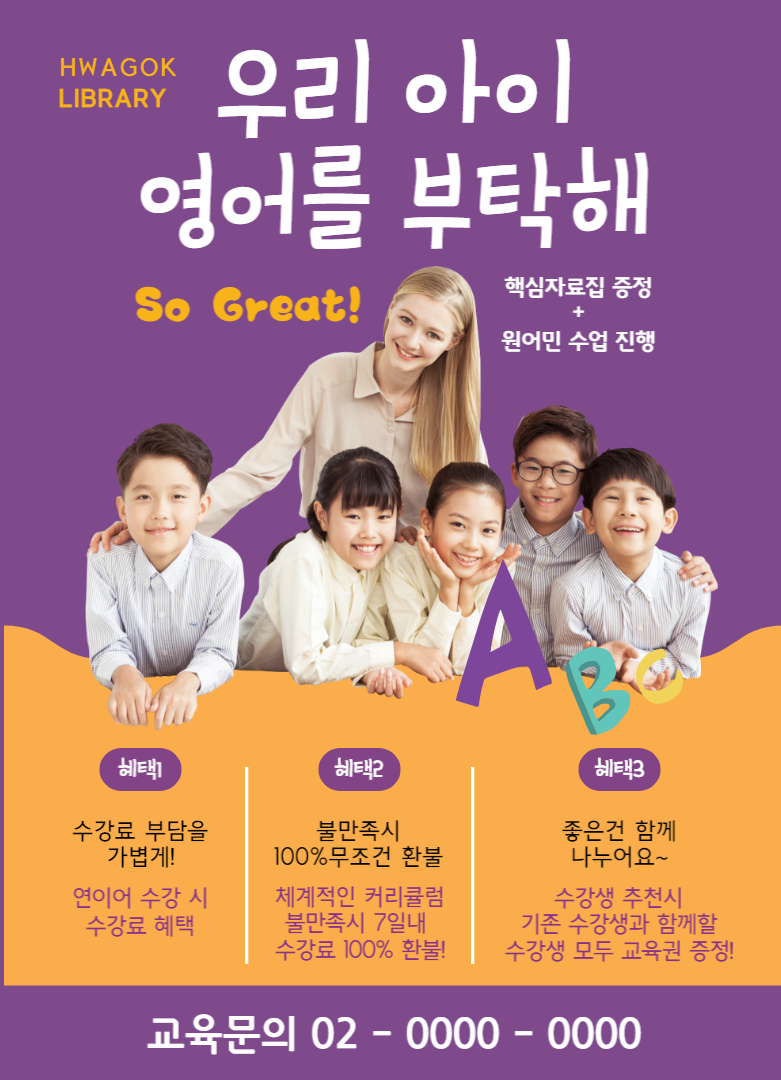 HWAGOK
LIBRARY
우리 아이
영어를 부탁해
So Great!
핵심자료집 증정
+
원어민 수업 진행
A
B
C
혜택1
수강료 부담을
가볍게!
연이어 수강 시
수강료 혜택
혜택2
불만족시
100%무조건 환불
체계적인 커리큘럼
불만족시 7일내
수강료 100% 환불!
혜택3
좋은건 함께
나누어요~
수강생 추천시
기존 수강생과 함께할
수강생 모두 교육권 증정!
교육문의 02 - 0000 - 0000